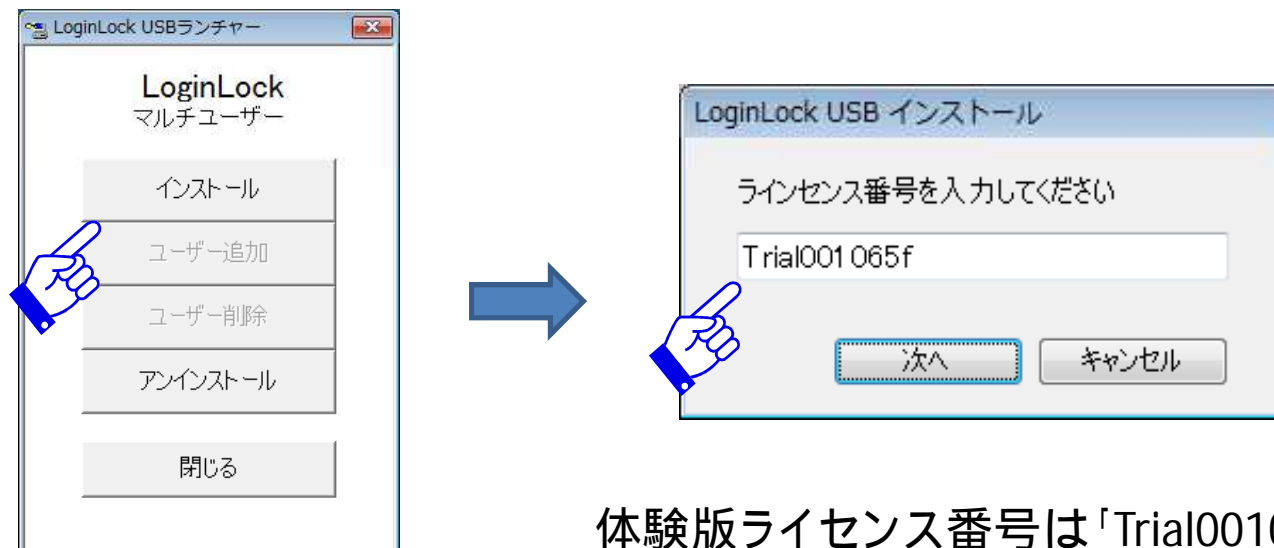 LoginLock USBランチャー
LoginLock
マルチユーザー
インストール
ユーザー追加
ユーザー削除
アンインストール
閉じる
LoginLock USB インストール
ラインセンス番号を入力してください
Trial001065f
次へ
キャンセル
体験版ライセンス番号は「Trial0010